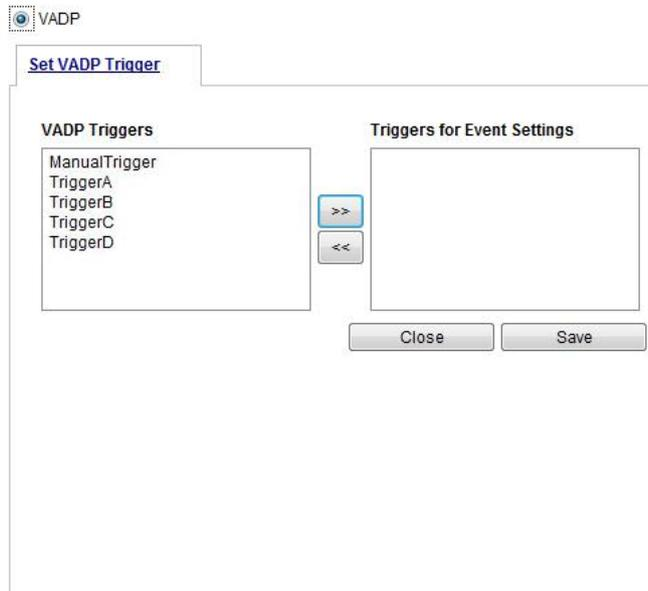 VADP
Set VADP Trigger
VADP Triggers
Triggers for Event Settings
ManualTrigger
TriggerA
TriggerB
TriggerC
TriggerD
>>
<<
Close
Save